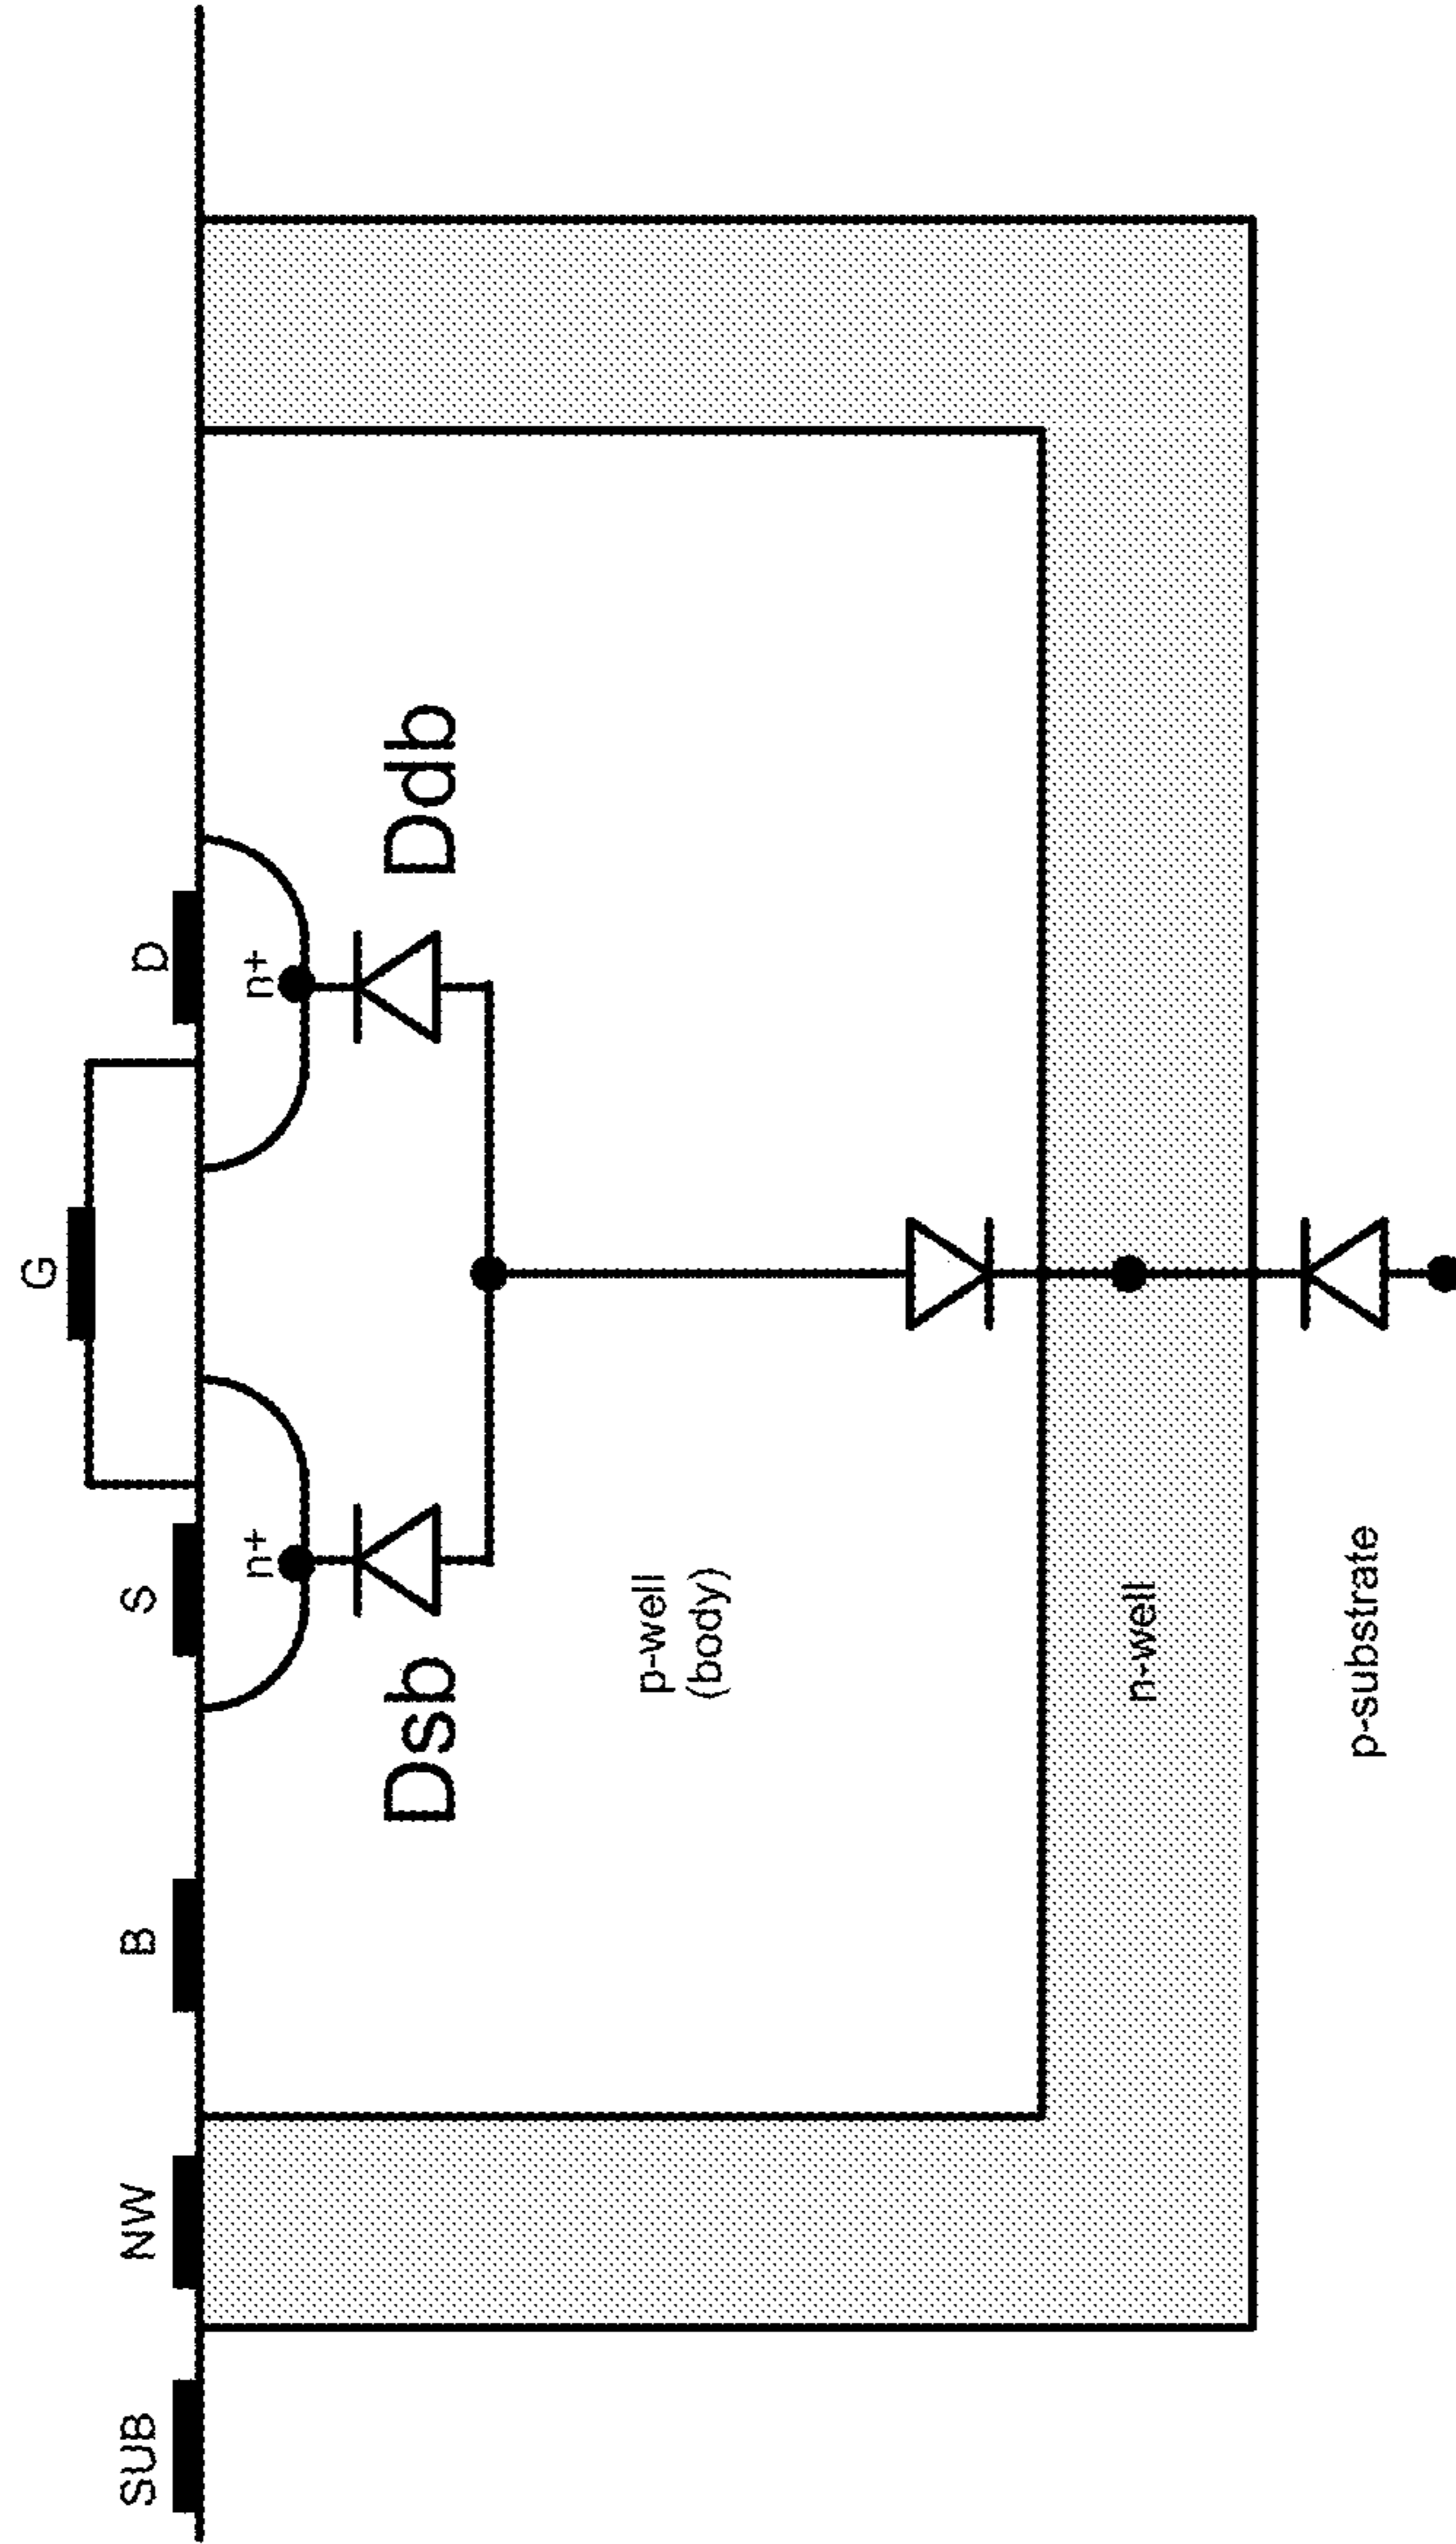 G
SUB
NW
B
S
D
n+
n+
Dsb
Ddb
p-well
(body)
n-well
p-substrate